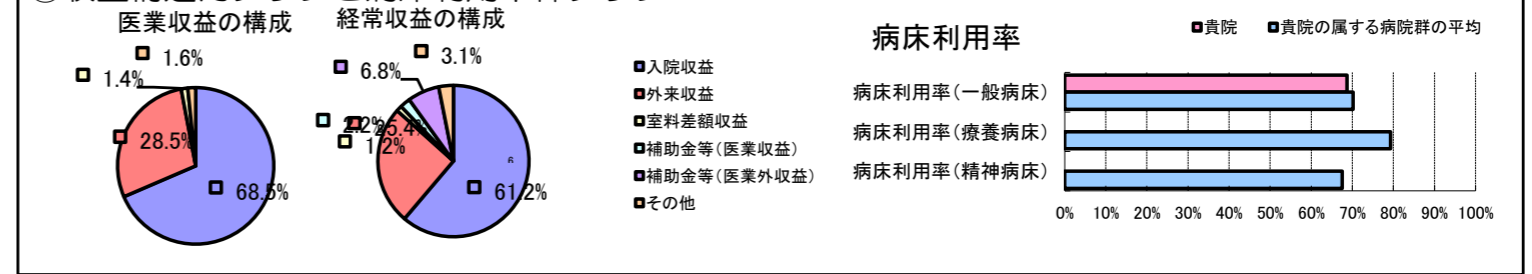 医業収益の構成
1.6%
1.4%
28.5%
68.5%
経常収益の構成
3.1%
6.8%
2.2%
25.4%
1.2%
61.2%
入院収益
外来収益
室料差額収益
補助金等(医業収益)
補助金等(医業外収益)
その他
病床利用率
貴院 貴院の属する病院群の平均
病床利用率(一般病床)
病床利用率(療養病床)
病床利用率(精神病床)
0% 10% 20% 30% 40% 50% 60% 70% 80% 90% 100%